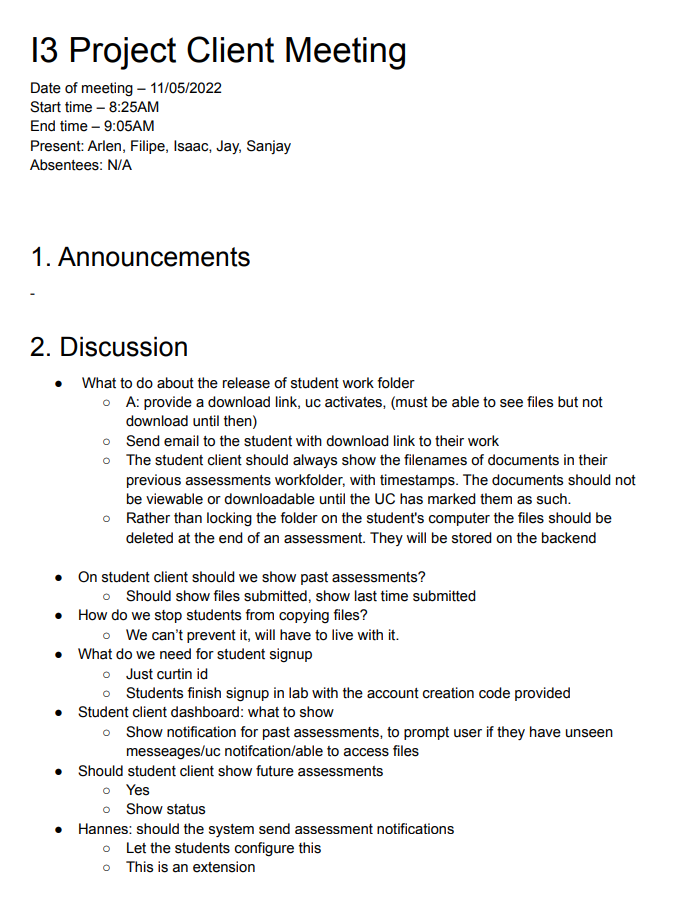 I3 Project Client Meeting
Date of meeting – 11/05/2022
Start time – 8:25AM
End time – 9:05AM
Present: Arlen, Filipe, Isaac, Jay, Sanjay
Absentees: N/A
1. Announcements
-
2. Discussion
● What to do about the release of student work folder
○ A: provide a download link, uc activates, (must be able to see files but not
download until then)
○ Send email to the student with download link to their work
○ The student client should always show the filenames of documents in their
previous assessments workfolder, with timestamps. The documents should not
be viewable or downloadable until the UC has marked them as such.
○ Rather than locking the folder on the student's computer the files should be
deleted at the end of an assessment. They will be stored on the backend
● On student client should we show past assessments?
○ Should show files submitted, show last time submitted
● How do we stop students from copying files?
○ We can’t prevent it, will have to live with it.
● What do we need for student signup
○ Just curtin id
○ Students finish signup in lab with the account creation code provided
● Student client dashboard: what to show
○ Show notification for past assessments, to prompt user if they have unseen
messeages/uc notifcation/able to access files
● Should student client show future assessments
○ Yes
○ Show status
● Hannes: should the system send assessment notifications
○ Let the students configure this
○ This is an extension